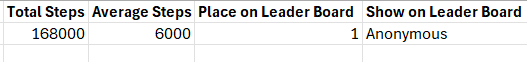 Total Steps Average Steps Place on Leader Board Show on Leader Board
168000 6000 1 Anonymous